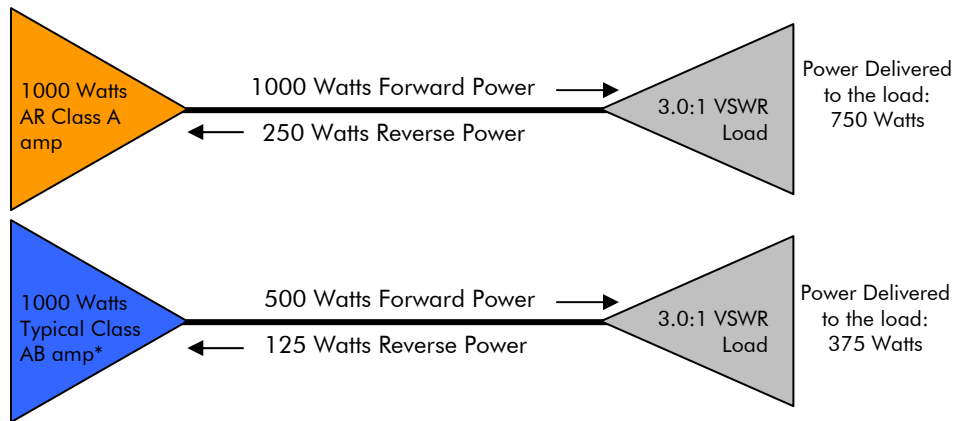 1000 Watts
AR Class A
amp
1000 Watts Forward Power
250 Watts Reverse Power
3.0:1 VSWR
Load
Power Delivered
to the load:
750 Watts
1000 Watts
Typical Class
AB amp*
500 Watts Forward Power
125 Watts Reverse Power
3.0:1 VSWR
Load
Power Delivered
to the load:
375 Watts